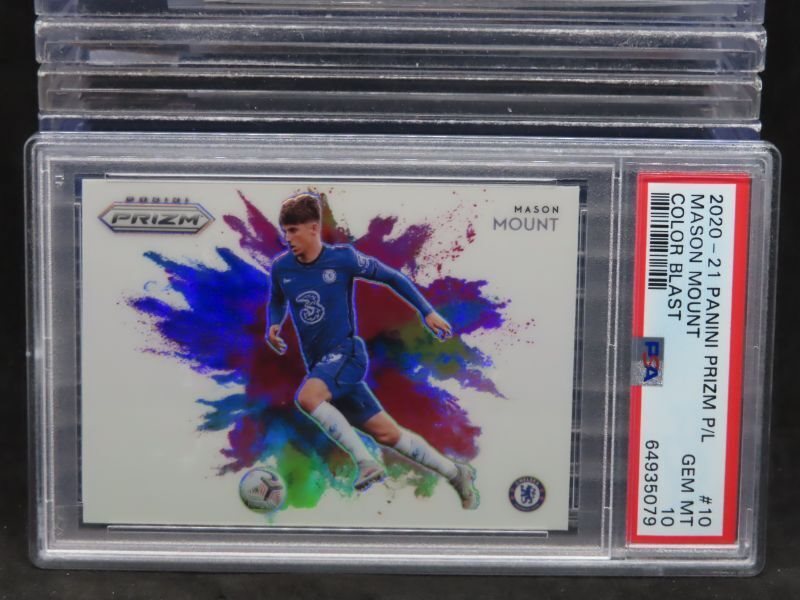 PANINI
PRIZM
MASON
MOUNT
3
CHELSEA
2020-21 PANINI PRIZM P/L #10
MASON MOUNT GEM MT
COLOR BLAST 10
PSA
64935079